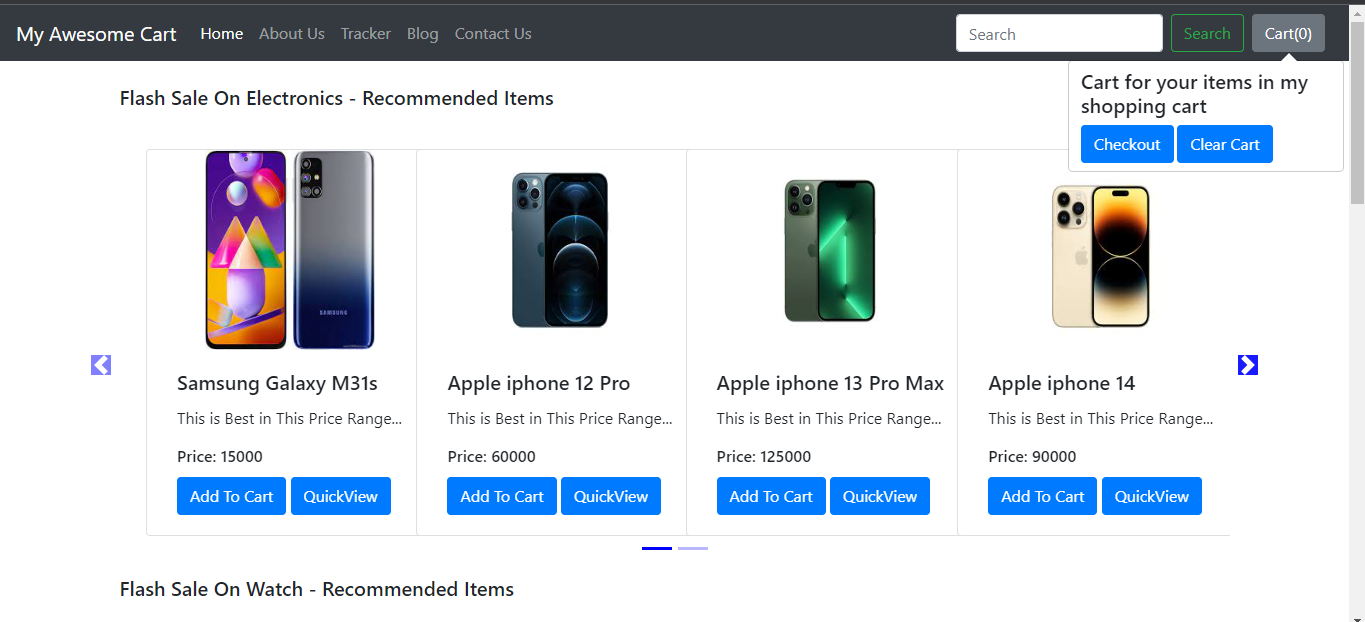 My Awesome Cart Home About Us Tracker Blog Contact Us Search Search Cart(0)
Cart for your items in my
shopping cart
Checkout Clear Cart
Flash Sale On Electronics - Recommended Items
SAMSUNG
Samsung Galaxy M31s Apple iphone 12 Pro Apple iphone 13 Pro Max Apple iphone 14
This is Best in This Price Range... This is Best in This Price Range... This is Best in This Price Range... This is Best in This Price Range...
Price: 15000 Price: 60000 Price: 125000 Price: 90000
Add To Cart QuickView Add To Cart QuickView Add To Cart QuickView Add To Cart QuickView
Flash Sale On Watch - Recommended Items